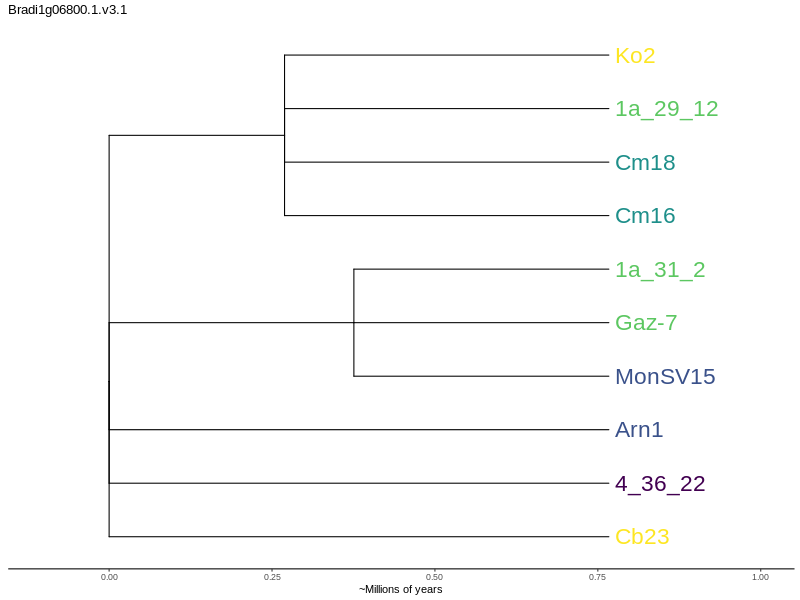 Bradi1g06800.1.v3.1
Ko2
1a_29_12
Cm18
Cm16
1a_31_2
Gaz-7
MonSV15
Arn1
4_36_22
Cb23
0.00 0.25 0.50 0.75 1.00
~Millions of years